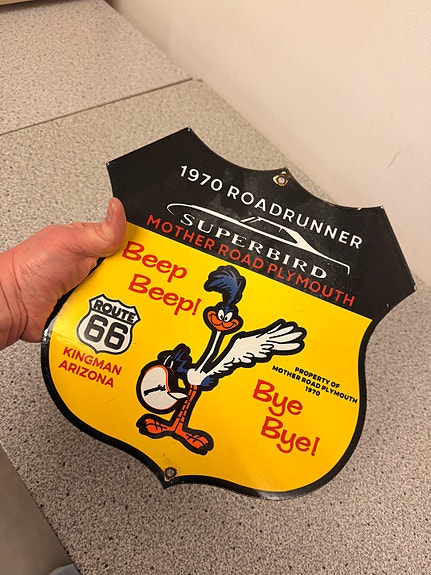 1970 ROADRUNNER
SUPERBIRD
MOTHER ROAD PLYMOUTH
Beep
Beep!
ROUTE
66
KINGMAN
ARIZONA
PROPERTY OF
MOTHER ROAD PLYMOUTH
1970
Bye
Bye!